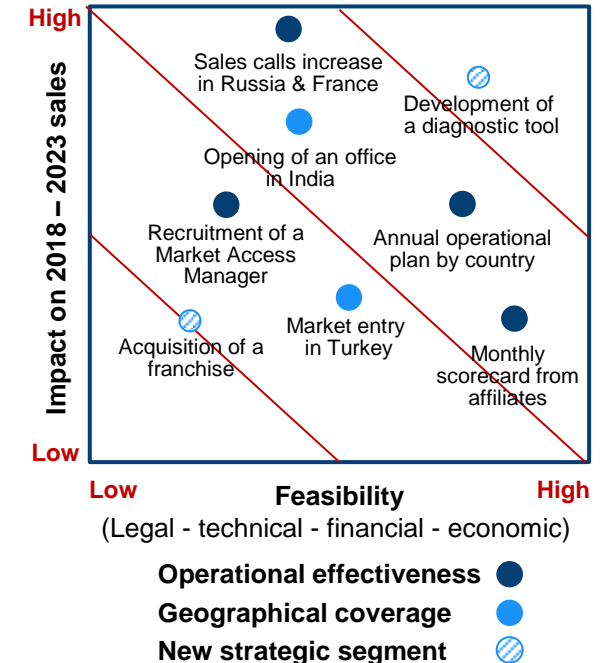 High
Impact on 2018 – 2023 sales
Sales calls increase
in Russia & France
Development of
a diagnostic tool
Opening of an office
in India
Recruitment of a
Market Access
Manager
Annual operational
plan by country
Acquisition of a
franchise
Market entry
in Turkey
Monthly
scorecard from
affiliates
Low
Low
Feasibility
High
(Legal - technical - financial - economic)
Operational effectiveness
Geographical coverage
New strategic segment